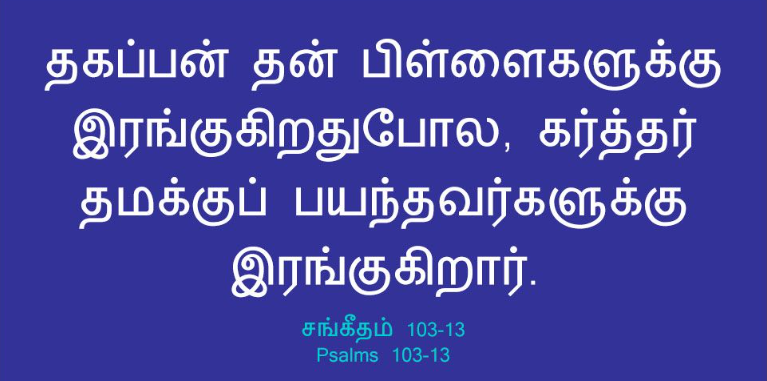 தகப்பன் தன் பிள்ளைகளுக்கு
இரங்குகிறதுபோல, கர்த்தர்
தமக்குப் பயந்தவர்களுக்கு
இரங்குகிறார்.
சங்கீதம் 103-13
Psalms 103-13